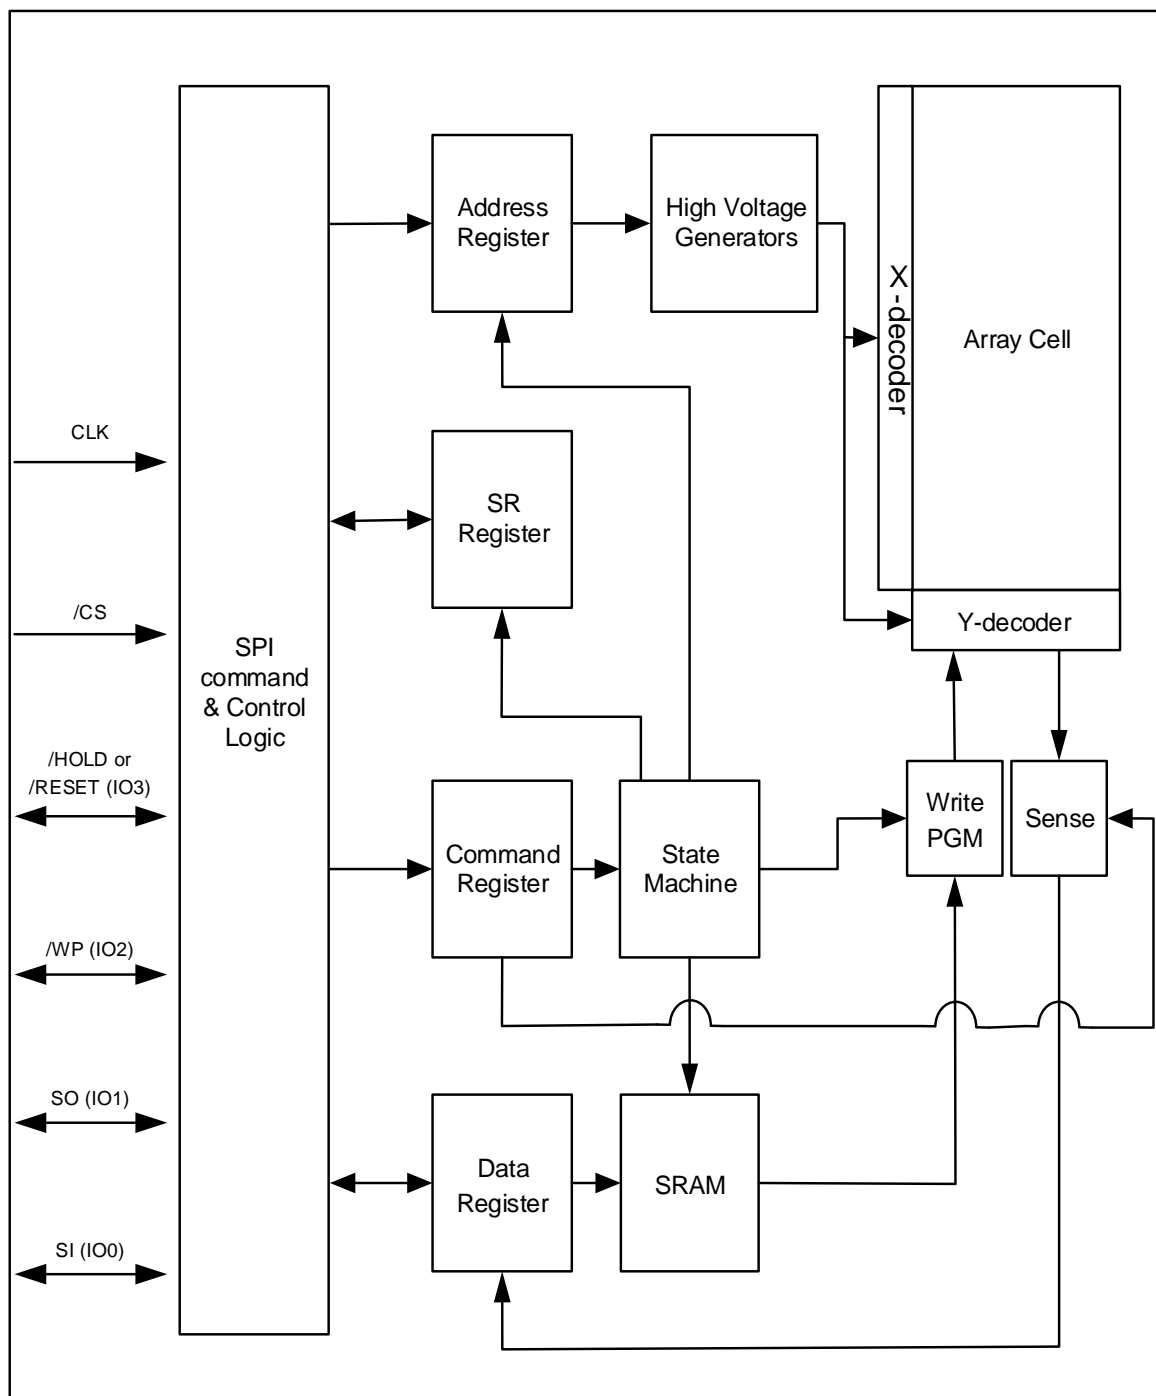 CLK
/CS
/HOLD or
/RESET (IO3)
/WP (IO2)
SO (IO1)
SI (IO0)
SPI
command
& Control
Logic
Address
Register
High Voltage
Generators
X-decoder
Array Cell
SR
Register
Y-decoder
Command
Register
State
Machine
Write
PGM
Sense
Data
Register
SRAM